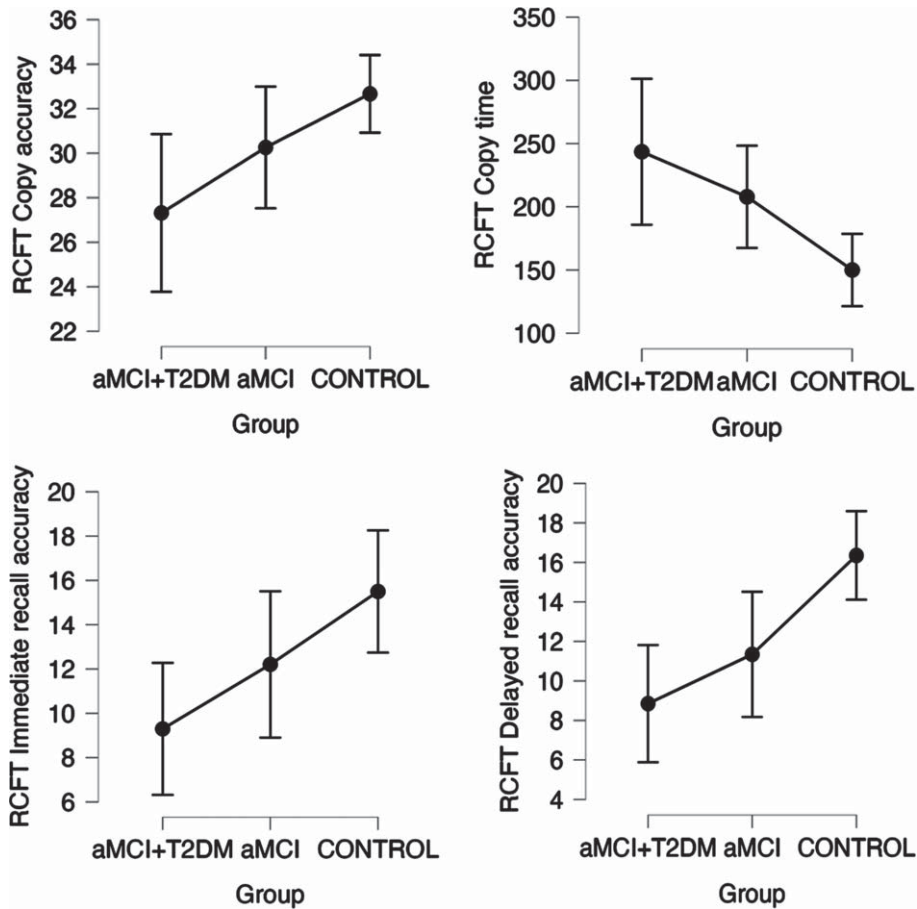 RCFT Copy accuracy
36
34
32
30
28
26
24
22
aMCI+T2DM aMCI CONTROL
Group
RCFT Copy time
350
300
250
200
150
100
aMCI+T2DM aMCI CONTROL
Group
RCFT Immediate recall accuracy
20
18
16
14
12
10
8
6
aMCI+T2DM aMCI CONTROL
Group
RCFT Delayed recall accuracy
20
18
16
14
12
10
8
6
4
aMCI+T2DM aMCI CONTROL
Group